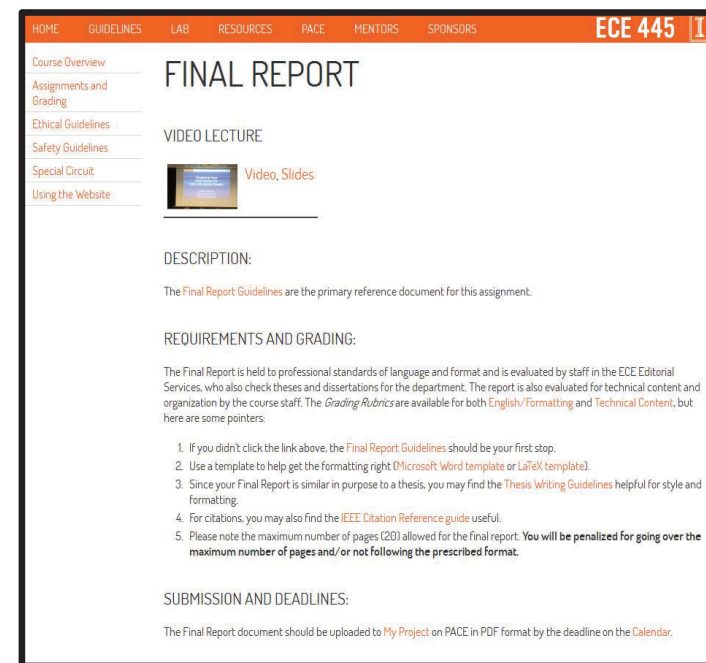 HOME GUIDELINES LAB RESOURCES PACE MENTORS SPONSORS ECE 445 I
Course Overview
Assignments and
Grading
Ethical Guidelines
Safety Guidelines
Special Circuit
Using the Website
FINAL REPORT
VIDEO LECTURE
Video, Slides
DESCRIPTION:
The Final Report Guidelines are the primary reference document for this assignment.
REQUIREMENTS AND GRADING:
The Final Report is held to professional standards of language and format and is evaluated by staff in the ECE Editorial
Services, who also check theses and dissertations for the department. The report is also evaluated for technical content and
organization by the course staff. The Grading Rubrics are available for both English/Formatting and Technical Content, but
here are some pointers:
1. If you didn't click the link above, the Final Report Guidelines should be your first stop.
2. Use a template to help get the formatting right (Microsoft Word template or LaTeX template).
3. Since your Final Report is similar in purpose to a thesis, you may find the Thesis Writing Guidelines helpful for style and
formatting.
4. For citations, you may also find the IEEE Citation Reference guide useful.
5. Please note the maximum number of pages (20) allowed for the final report. You will be penalized for going over the
maximum number of pages and/or not following the prescribed format.
SUBMISSION AND DEADLINES:
The Final Report document should be uploaded to My Project on PACE in PDF format by the deadline on the Calendar.